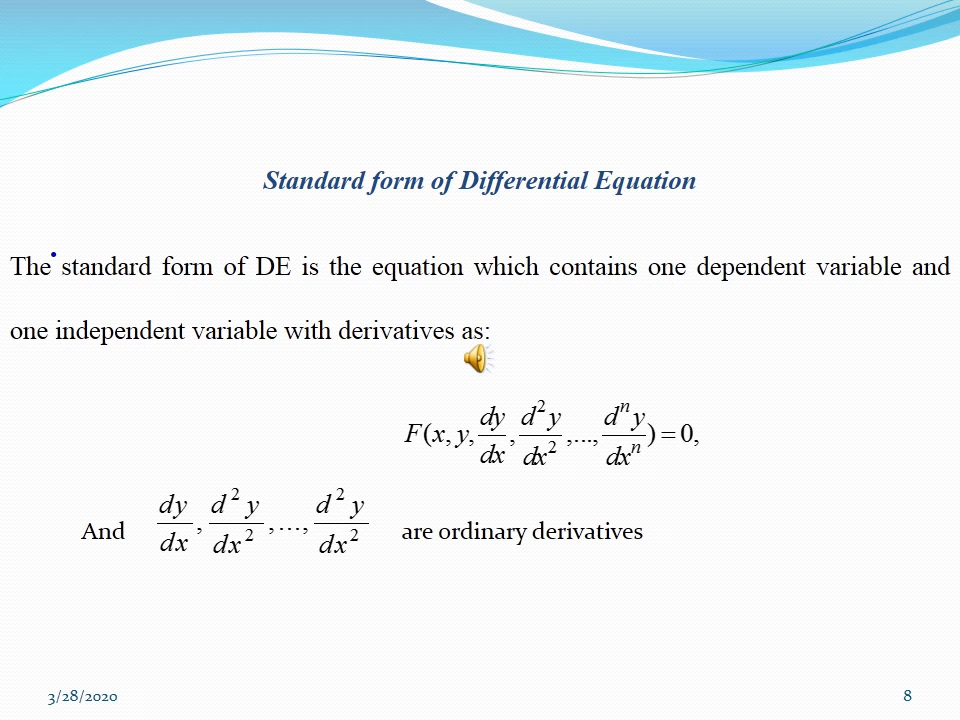 Standard form of Differential Equation
The standard form of DE is the equation which contains one dependent variable and
one independent variable with derivatives as:
F(x, y, dy/dx, d²y/dx², ..., dⁿy/dxⁿ) = 0,
And dy/dx, d²y/dx², ..., d²y/dx² are ordinary derivatives
3/28/2020 8